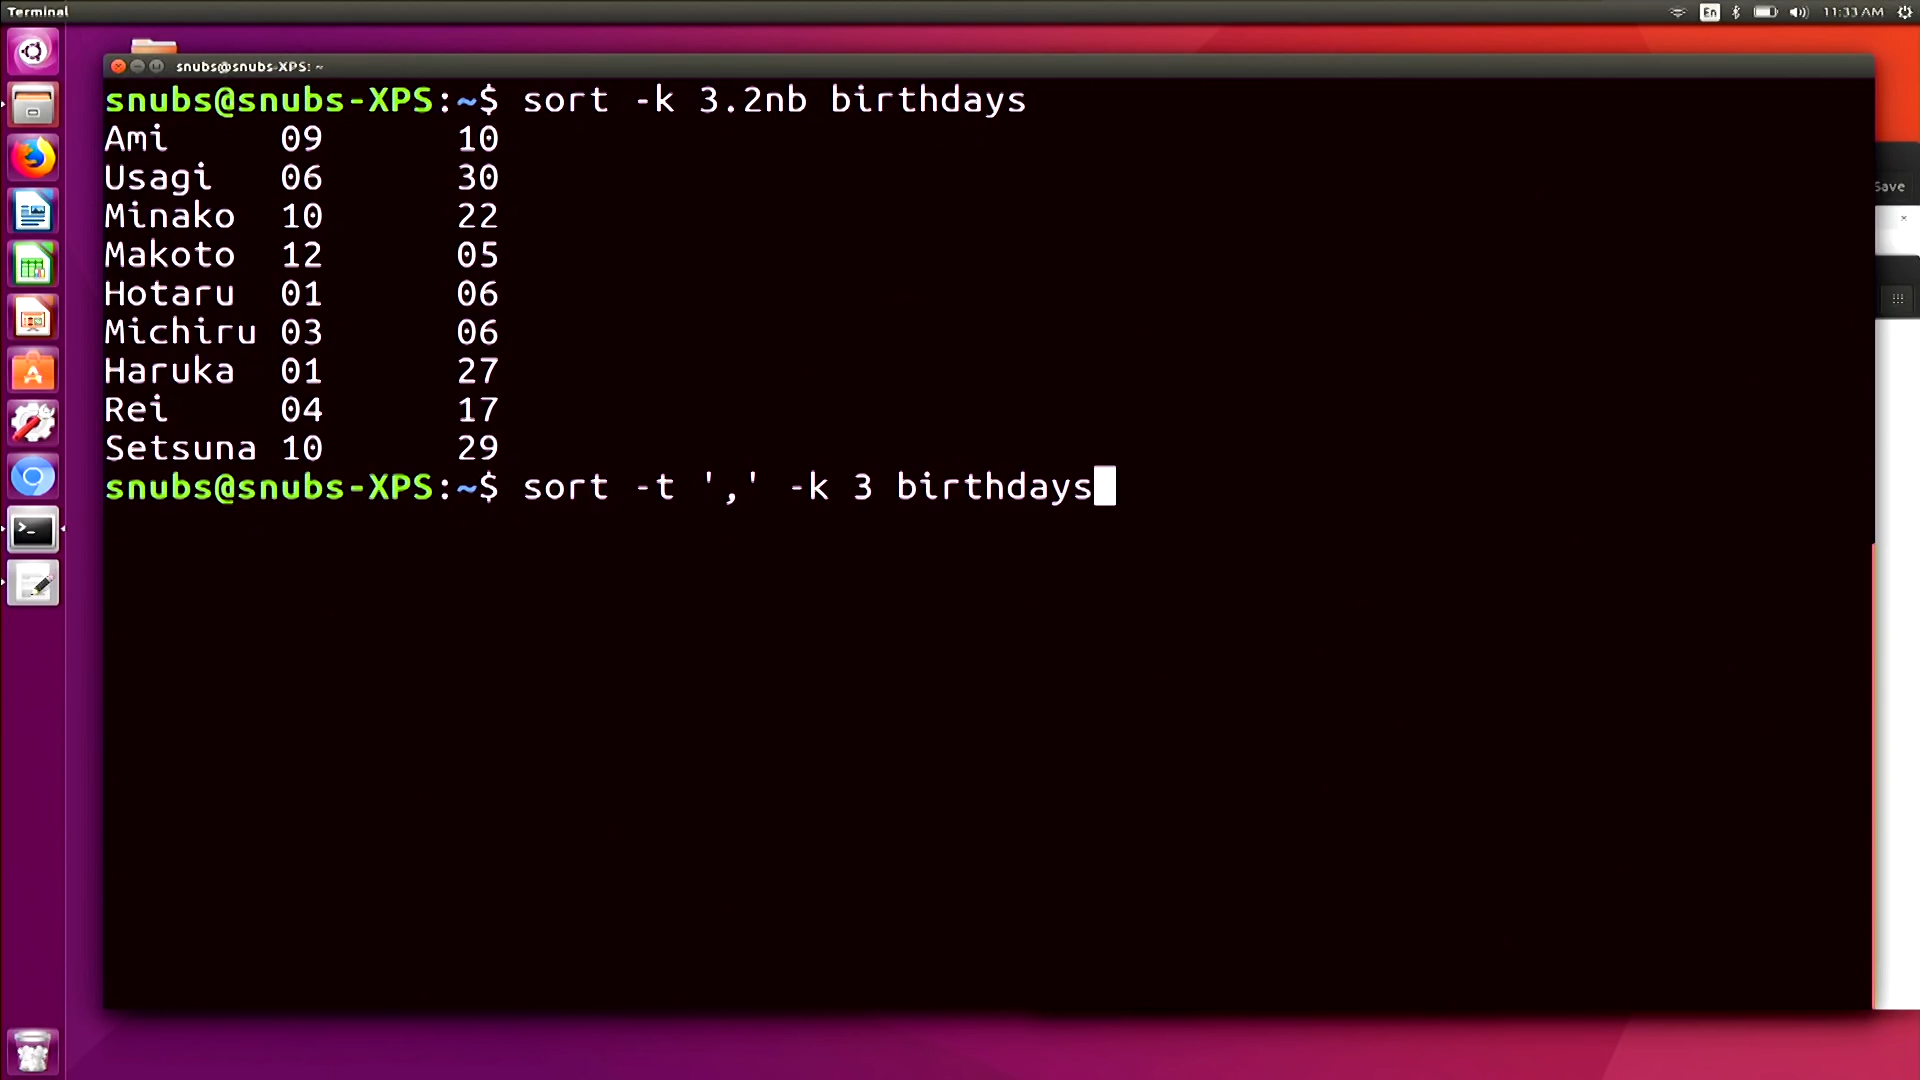 Terminal
En
11:33 AM
snubs@snubs-XPS: ~
snubs@snubs-XPS:~$ sort -k 3.2nb birthdays
Ami 09 10
Usagi 06 30
Minako 10 22
Makoto 12 05
Hotaru 01 06
Michiru 03 06
Haruka 01 27
Rei 04 17
Setsuna 10 29
snubs@snubs-XPS:~$ sort -t ',' -k 3 birthdays
Save